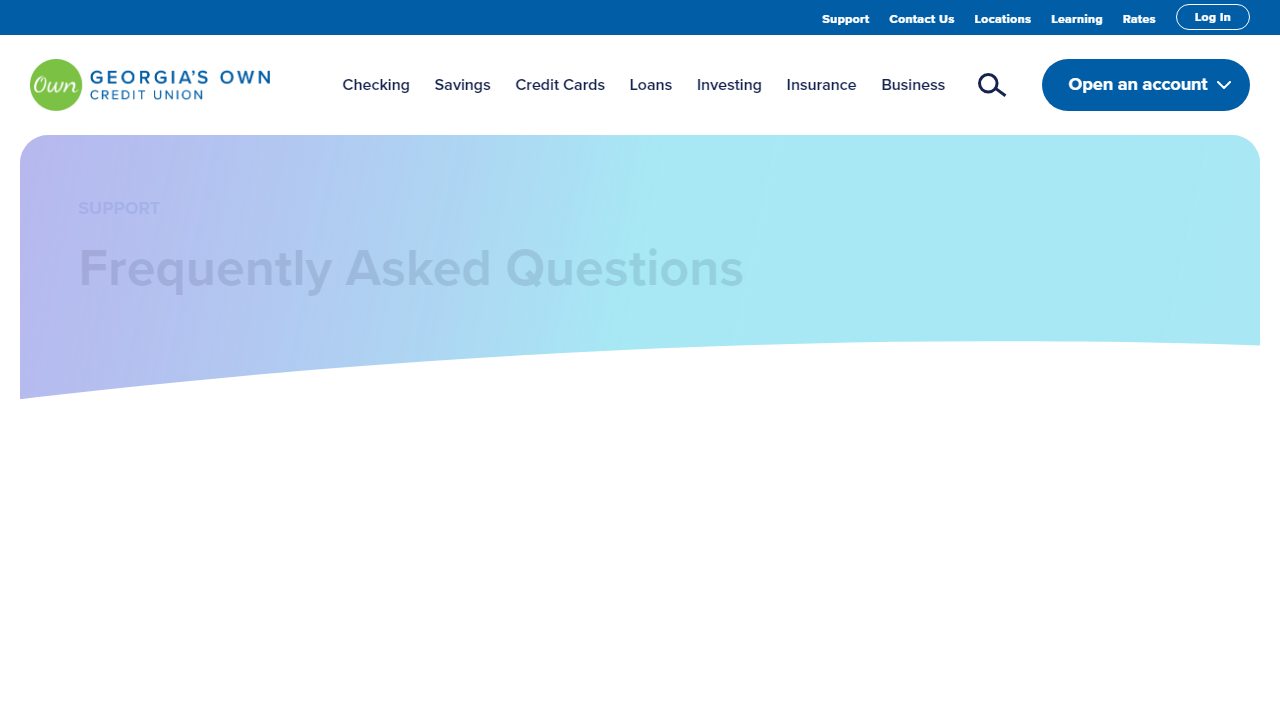 Support Contact Us Locations Learning Rates Log In
Own GEORGIA'S OWN
CREDIT UNION
Checking Savings Credit Cards Loans Investing Insurance Business Open an account
SUPPORT
Frequently Asked Questions